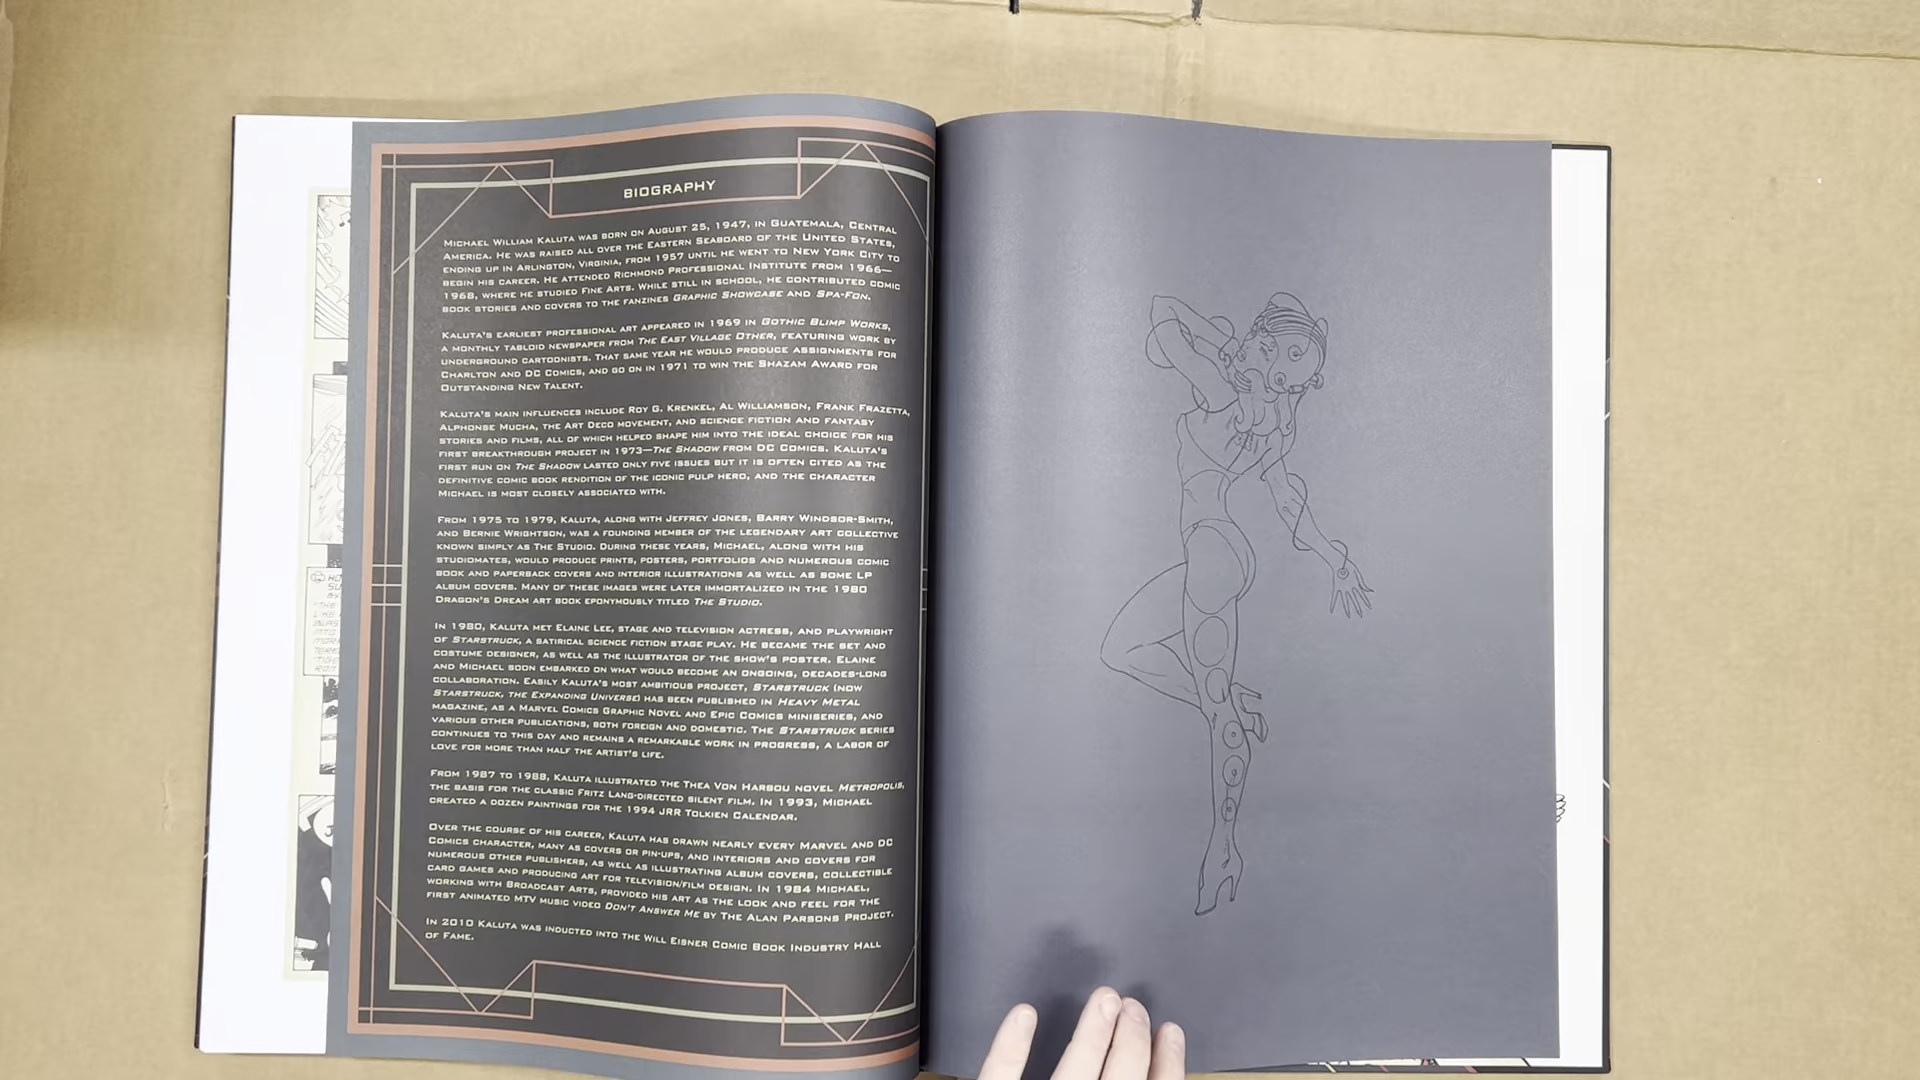 BIOGRAPHY
MICHAEL WILLIAM KALUTA WAS BORN ON AUGUST 25, 1947, IN GUATEMALA, CENTRAL
AMERICA. HE WAS RAISED ALL OVER THE EASTERN SEABOARD OF THE UNITED STATES,
ENDING UP IN ARLINGTON, VIRGINIA, FROM 1957 UNTIL HE WENT TO NEW YORK CITY TO
BEGIN HIS CAREER. HE ATTENDED RICHMOND PROFESSIONAL INSTITUTE FROM 1966—
1968, WHERE HE STUDIED FINE ARTS. WHILE STILL IN SCHOOL, HE CONTRIBUTED COMIC
BOOK STORIES AND COVERS TO THE FANZINES GRAPHIC SHOWCASE AND SPA-FON.
KALUTA'S EARLIEST PROFESSIONAL ART APPEARED IN 1969 IN GOTHIC BLIMP WORKS,
A MONTHLY TABLOID NEWSPAPER FROM THE EAST VILLAGE OTHER, FEATURING WORK BY
UNDERGROUND CARTOONISTS. THAT SAME YEAR HE WOULD PRODUCE ASSIGNMENTS FOR
CHARLTON AND DC COMICS, AND GO ON IN 1971 TO WIN THE SHAZAM AWARD FOR
OUTSTANDING NEW TALENT.
KALUTA'S MAIN INFLUENCES INCLUDE ROY G. KRENKEL, AL WILLIAMSON, FRANK FRAZETTA,
ALPHONSE MUCHA, THE ART DECO MOVEMENT, AND SCIENCE FICTION AND FANTASY
STORIES AND FILMS, ALL OF WHICH HELPED SHAPE HIM INTO THE IDEAL CHOICE FOR HIS
FIRST BREAKTHROUGH PROJECT IN 1973—THE SHADOW FROM DC COMICS. KALUTA'S
FIRST RUN ON THE SHADOW LASTED ONLY FIVE ISSUES BUT IT IS OFTEN CITED AS THE
DEFINITIVE COMIC BOOK RENDITION OF THE ICONIC PULP HERO, AND THE CHARACTER
MICHAEL IS MOST CLOSELY ASSOCIATED WITH.
FROM 1975 TO 1979, KALUTA, ALONG WITH JEFFREY JONES, BARRY WINDSOR-SMITH,
AND BERNIE WRIGHTSON, WAS A FOUNDING MEMBER OF THE LEGENDARY ART COLLECTIVE
KNOWN SIMPLY AS THE STUDIO. DURING THESE YEARS, MICHAEL, ALONG WITH HIS
STUDIOMATES, WOULD PRODUCE PRINTS, POSTERS, PORTFOLIOS AND NUMEROUS COMIC
BOOK AND PAPERBACK COVERS AND INTERIOR ILLUSTRATIONS AS WELL AS SOME LP
ALBUM COVERS. MANY OF THESE IMAGES WERE LATER IMMORTALIZED IN THE 1980
DRAGON'S DREAM ART BOOK EPONYMOUSLY TITLED THE STUDIO.
IN 1980, KALUTA MET ELAINE LEE, STAGE AND TELEVISION ACTRESS, AND PLAYWRIGHT
OF STARSTRUCK, A SATIRICAL SCIENCE FICTION STAGE PLAY. HE BECAME THE SET AND
COSTUME DESIGNER, AS WELL AS THE ILLUSTRATOR OF THE SHOW'S POSTER. ELAINE
AND MICHAEL SOON EMBARKED ON WHAT WOULD BECOME AN ONGOING, DECADES-LONG
COLLABORATION. EASILY KALUTA'S MOST AMBITIOUS PROJECT, STARSTRUCK (NOW
STARSTRUCK, THE EXPANDING UNIVERSE) HAS BEEN PUBLISHED IN HEAVY METAL
MAGAZINE, AS A MARVEL COMICS GRAPHIC NOVEL AND EPIC COMICS MINISERIES, AND
VARIOUS OTHER PUBLICATIONS, BOTH FOREIGN AND DOMESTIC. THE STARSTRUCK SERIES
CONTINUES TO THIS DAY AND REMAINS A REMARKABLE WORK IN PROGRESS, A LABOR OF
LOVE FOR MORE THAN HALF THE ARTIST'S LIFE.
FROM 1987 TO 1988, KALUTA ILLUSTRATED THE THEA VON HARBOU NOVEL METROPOLIS,
THE BASIS FOR THE CLASSIC FRITZ LANG-DIRECTED SILENT FILM. IN 1993, MICHAEL
CREATED A DOZEN PAINTINGS FOR THE 1994 JRR TOLKIEN CALENDAR.
OVER THE COURSE OF HIS CAREER, KALUTA HAS DRAWN NEARLY EVERY MARVEL AND DC
COMICS CHARACTER, MANY AS COVERS OR PIN-UPS, AND INTERIORS AND COVERS FOR
NUMEROUS OTHER PUBLISHERS, AS WELL AS ILLUSTRATING ALBUM COVERS, COLLECTIBLE
CARD GAMES AND PRODUCING ART FOR TELEVISION/FILM DESIGN. IN 1984 MICHAEL,
WORKING WITH BROADCAST ARTS, PROVIDED HIS ART AS THE LOOK AND FEEL FOR THE
FIRST ANIMATED MTV MUSIC VIDEO DON'T ANSWER ME BY THE ALAN PARSONS PROJECT.
IN 2010 KALUTA WAS INDUCTED INTO THE WILL EISNER COMIC BOOK INDUSTRY HALL
OF FAME.